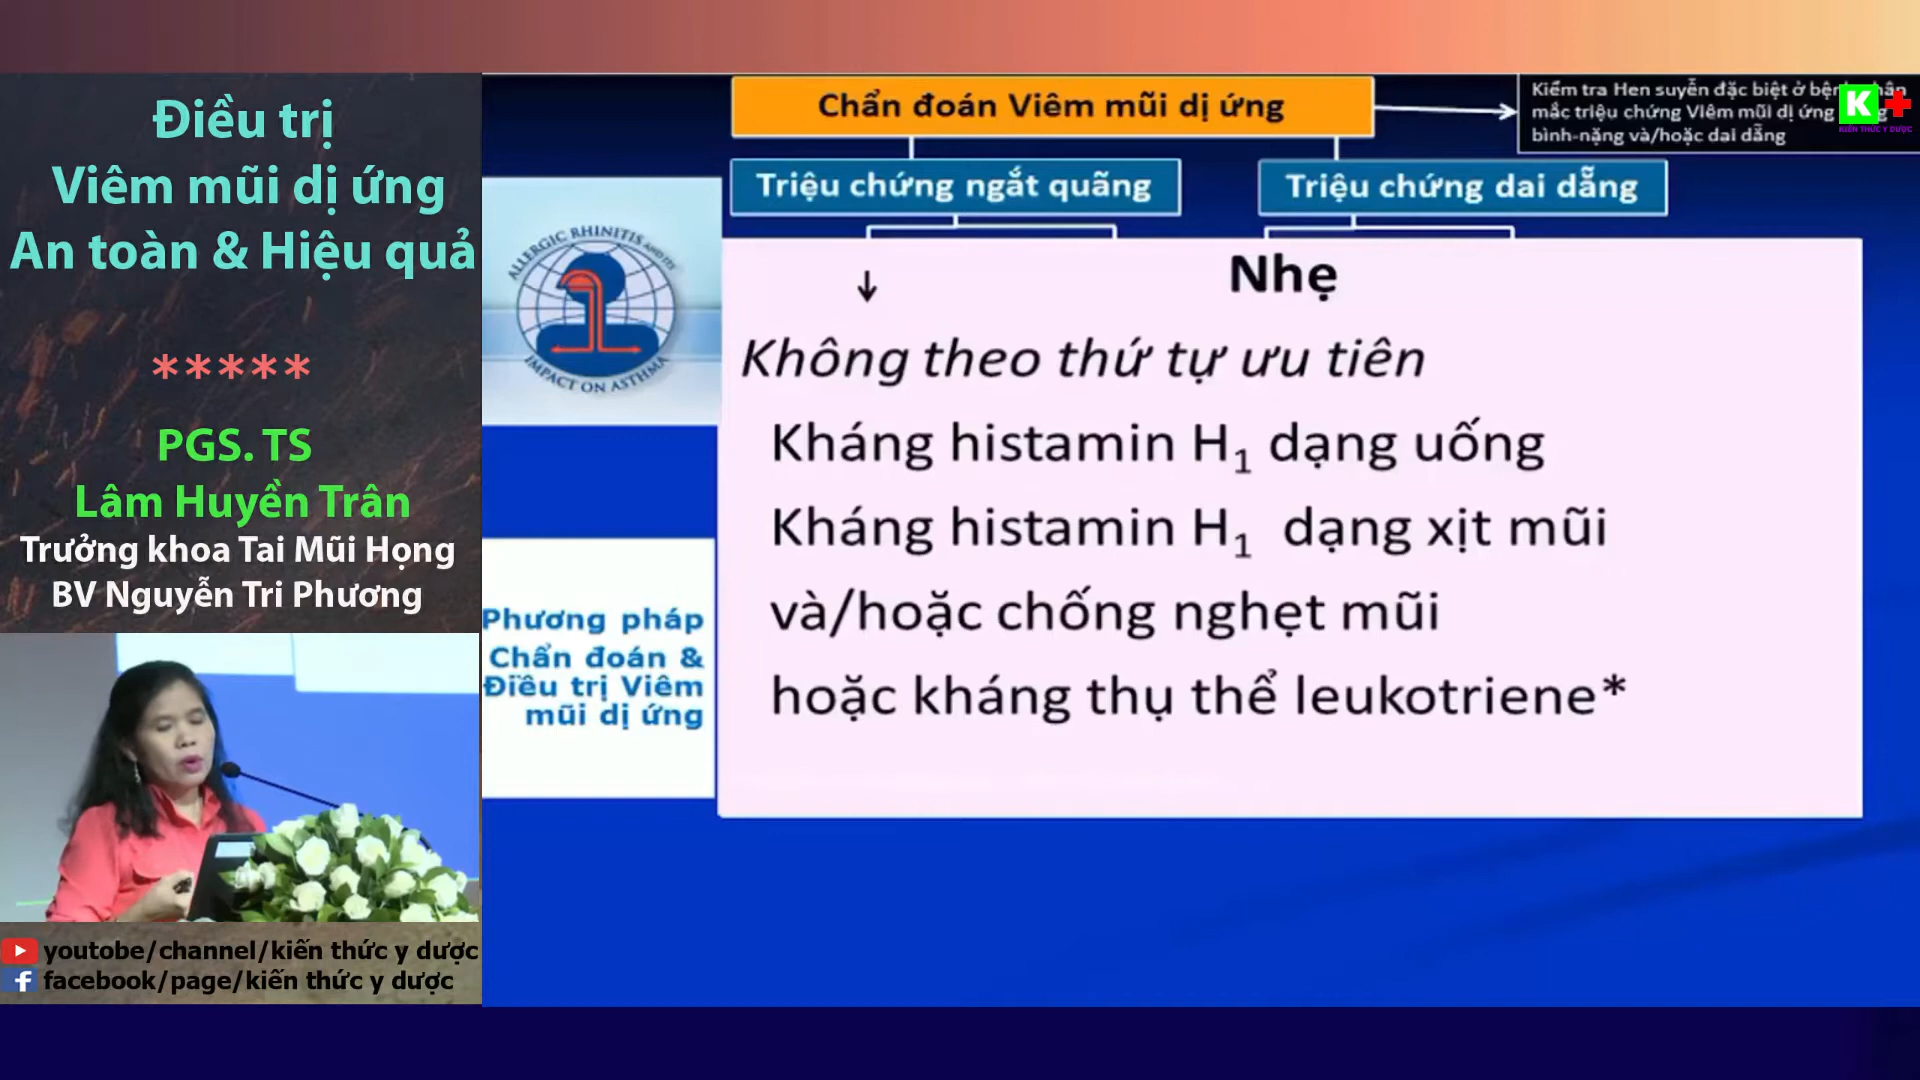 Điều trị
Viêm mũi dị ứng
An toàn & Hiệu quả
*****
PGS. TS
Lâm Huyền Trân
Trưởng khoa Tai Mũi Họng
BV Nguyễn Tri Phương
youtobe/channel/kiến thức y dược
facebook/page/kiến thức y dược
Chẩn đoán Viêm mũi dị ứng
Kiểm tra Hen suyễn đặc biệt ở
mắc triệu chứng Viêm mũi dị ứng
bình-nặng và/hoặc dai dẳng
K
KIẾN THỨC Y DƯỢC
Triệu chứng ngắt quãng
Triệu chứng dai dẳng
ALLERGIC RHINITIS AND ITS
IMPACT ON ASTHMA
Phương pháp
Chẩn đoán &
Điều trị Viêm
mũi dị ứng
Nhẹ
Không theo thứ tự ưu tiên
Kháng histamin H1 dạng uống
Kháng histamin H1 dạng xịt mũi
và/hoặc chống nghẹt mũi
hoặc kháng thụ thể leukotriene*